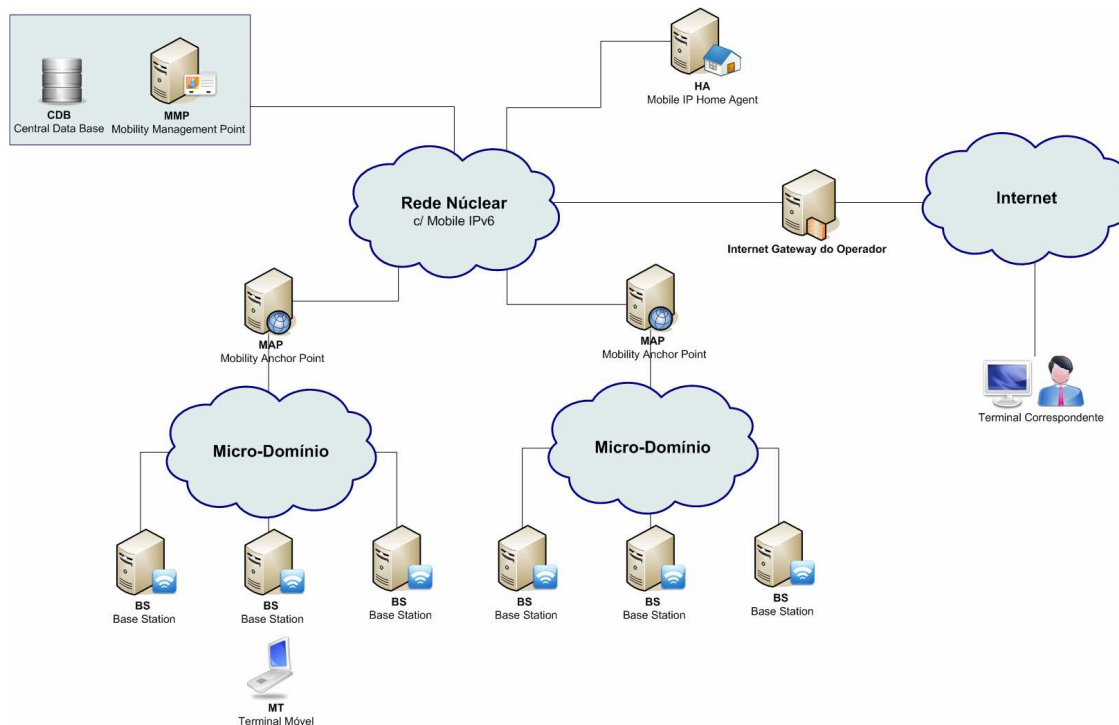 CDB
Central Data Base
MMP
Mobility Management Point
HA
Mobile IP Home Agent
Rede Núclear
c/ Mobile IPv6
Internet
Internet Gateway do Operador
MAP
Mobility Anchor Point
MAP
Mobility Anchor Point
Terminal Correspondente
Micro-Domínio
Micro-Domínio
BS
Base Station
BS
Base Station
BS
Base Station
BS
Base Station
BS
Base Station
BS
Base Station
MT
Terminal Móvel